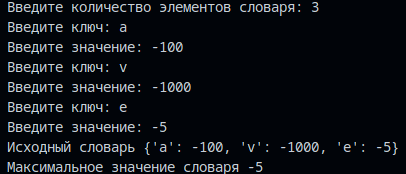 Введите количество элементов словаря: 3
Введите ключ: a
Введите значение: -100
Введите ключ: v
Введите значение: -1000
Введите ключ: e
Введите значение: -5
Исходный словарь {'a': -100, 'v': -1000, 'e': -5}
Максимальное значение словаря -5